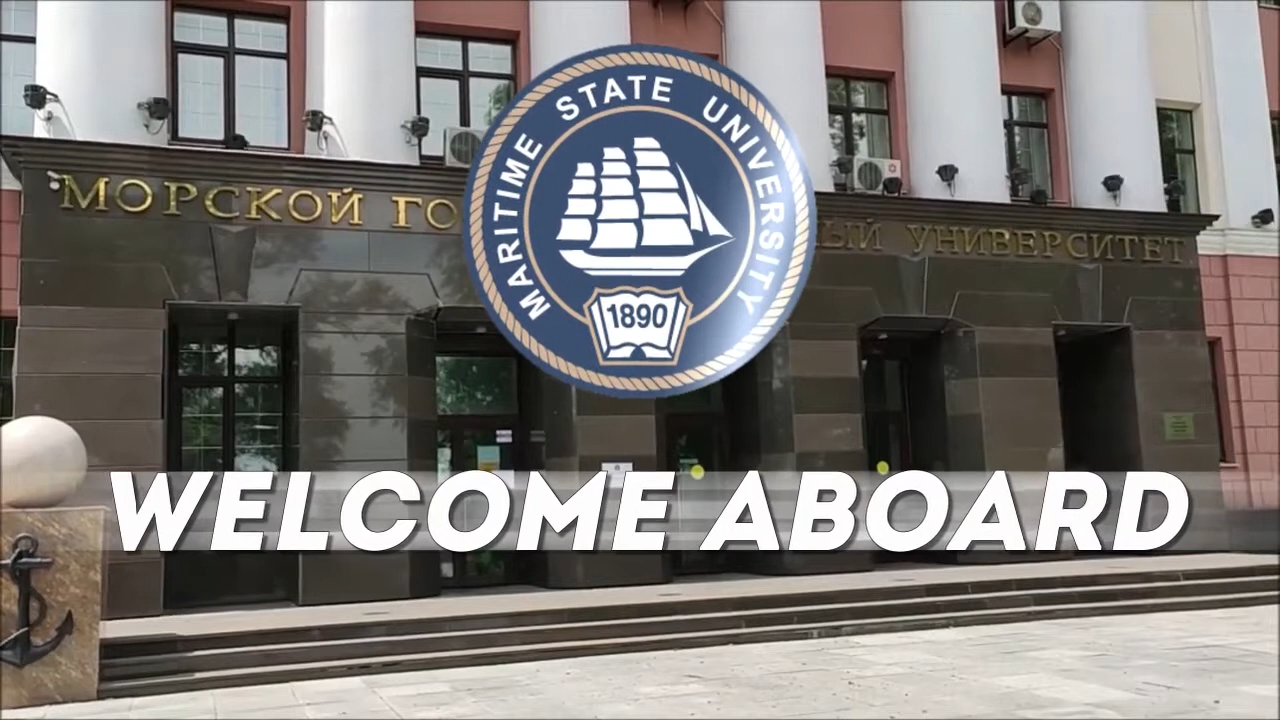 MARITIME STATE UNIVERSITY
1890
МОРСКОЙ ГО
ЫЙ УНИВЕРСИТЕТ
WELCOME ABOARD